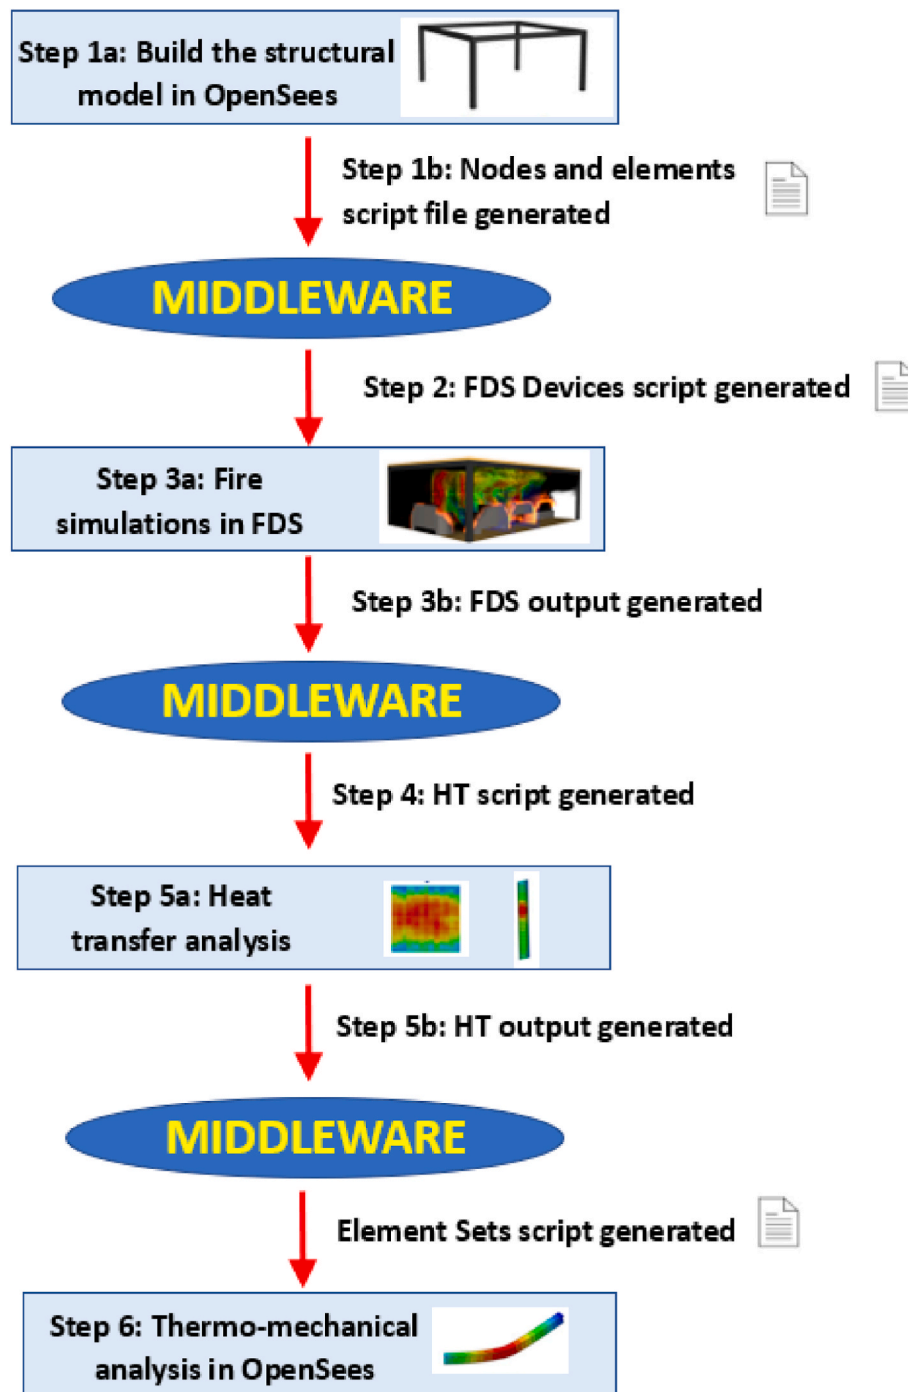 Step 1a: Build the structural
model in OpenSees
Step 1b: Nodes and elements
script file generated
MIDDLEWARE
Step 2: FDS Devices script generated
Step 3a: Fire
simulations in FDS
Step 3b: FDS output generated
MIDDLEWARE
Step 4: HT script generated
Step 5a: Heat
transfer analysis
Step 5b: HT output generated
MIDDLEWARE
Element Sets script generated
Step 6: Thermo-mechanical
analysis in OpenSees